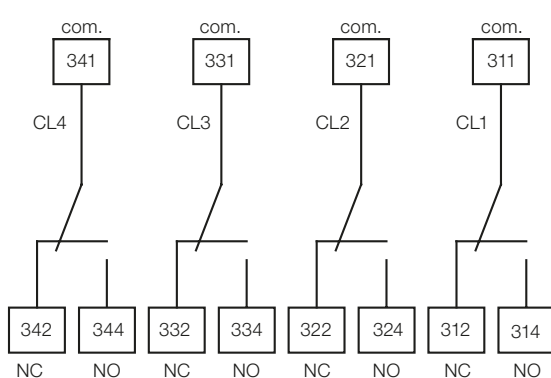 com. com. com. com.
341 331 321 311
CL4 CL3 CL2 CL1
342 344 332 334 322 324 312 314
NC NO NC NO NC NO NC NO